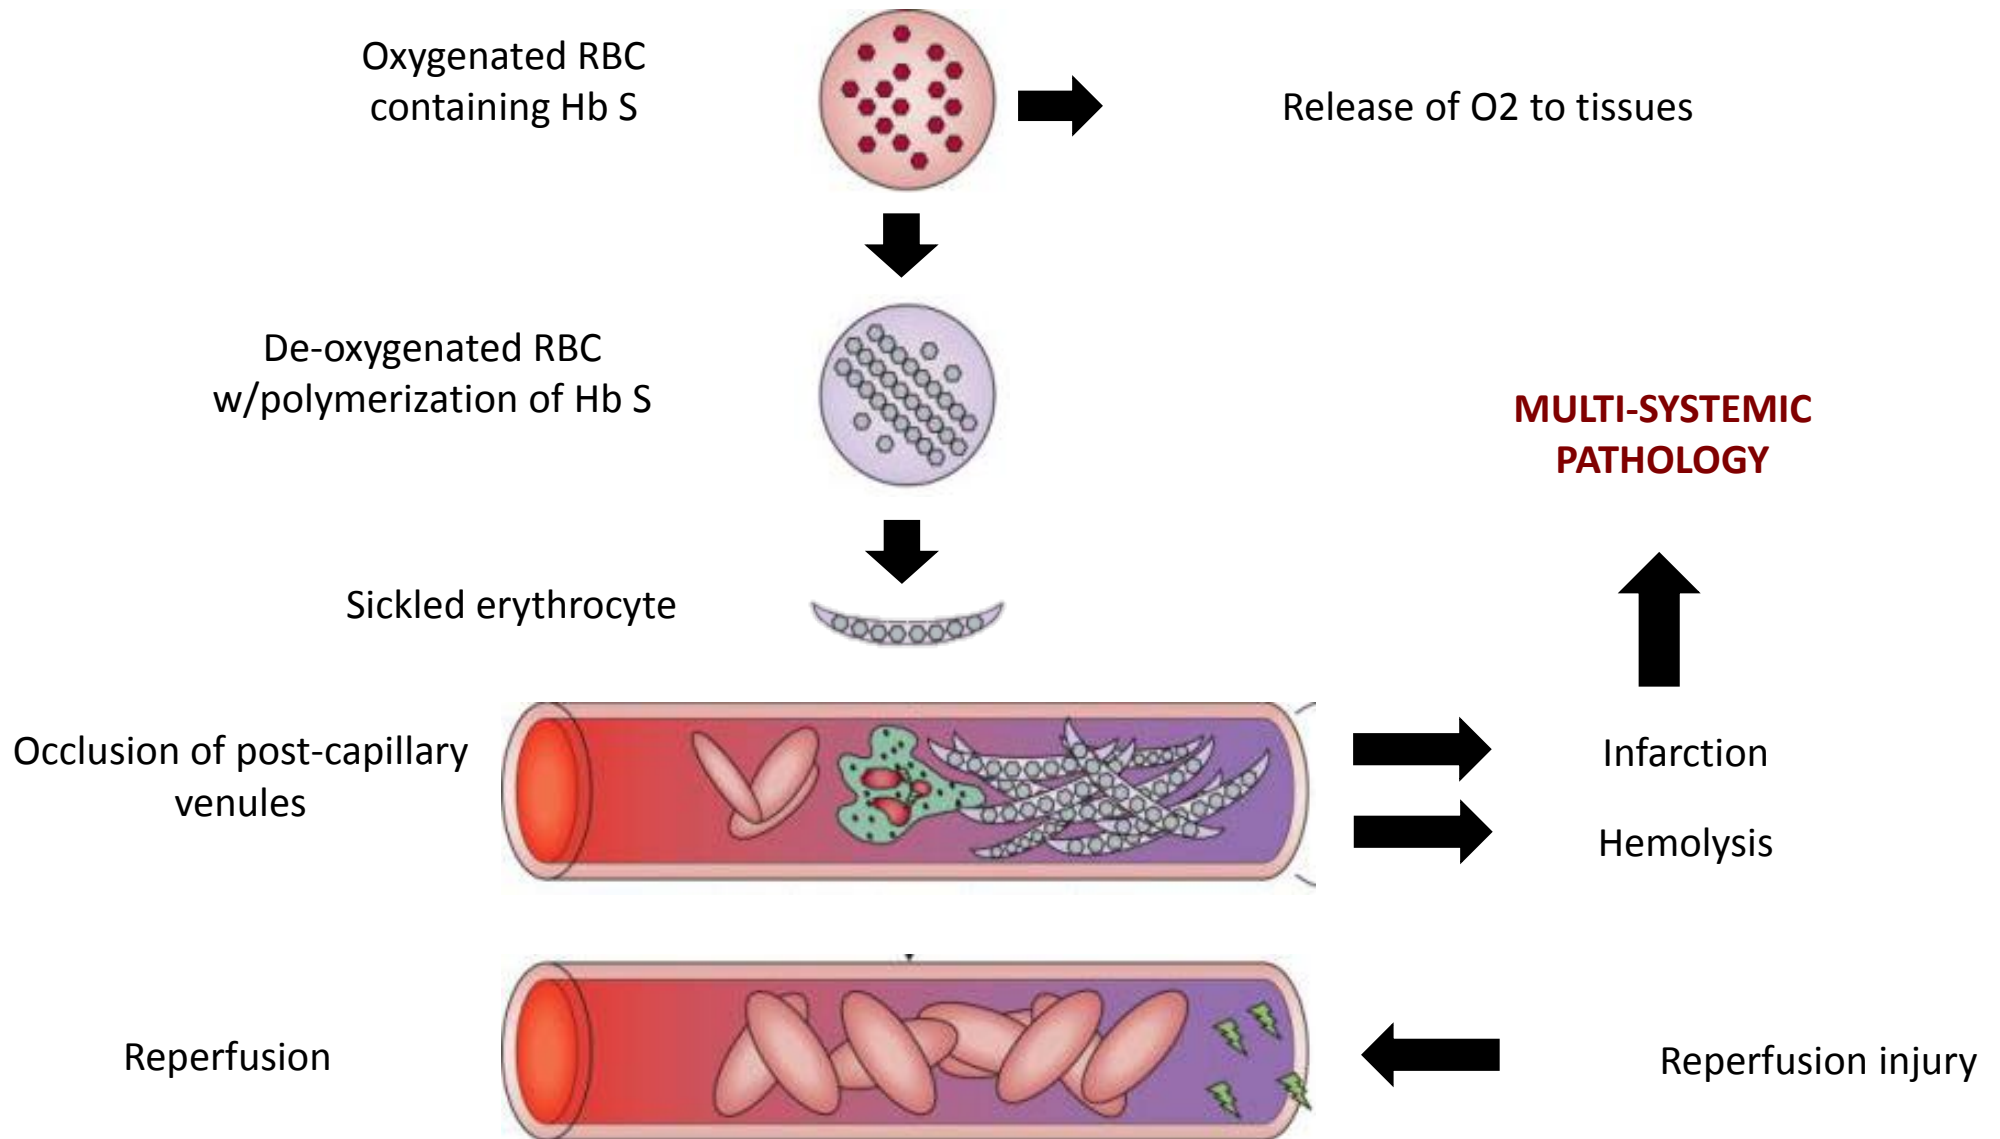 Oxygenated RBC
containing Hb S
Release of O2 to tissues
De-oxygenated RBC
w/polymerization of Hb S
MULTI-SYSTEMIC
PATHOLOGY
Sickled erythrocyte
Occlusion of post-capillary
venules
Infarction
Hemolysis
Reperfusion
Reperfusion injury